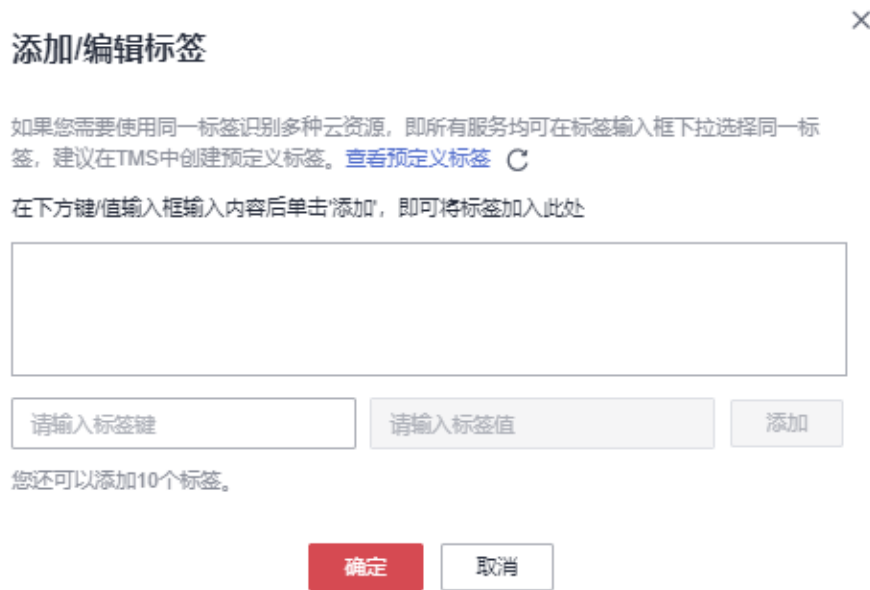 添加/编辑标签
如果您需要使用同一标签识别多种云资源，即所有服务均可在标签输入框下拉选择同一标
签，建议在TMS中创建预定义标签。查看预定义标签
在下方键/值输入框输入内容后单击'添加'，即可将标签加入此处
请输入标签键 请输入标签值 添加
您还可以添加10个标签。
确定 取消